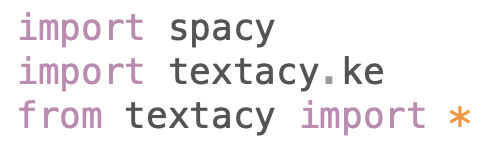 import spacy
import textacy.ke
from textacy import *